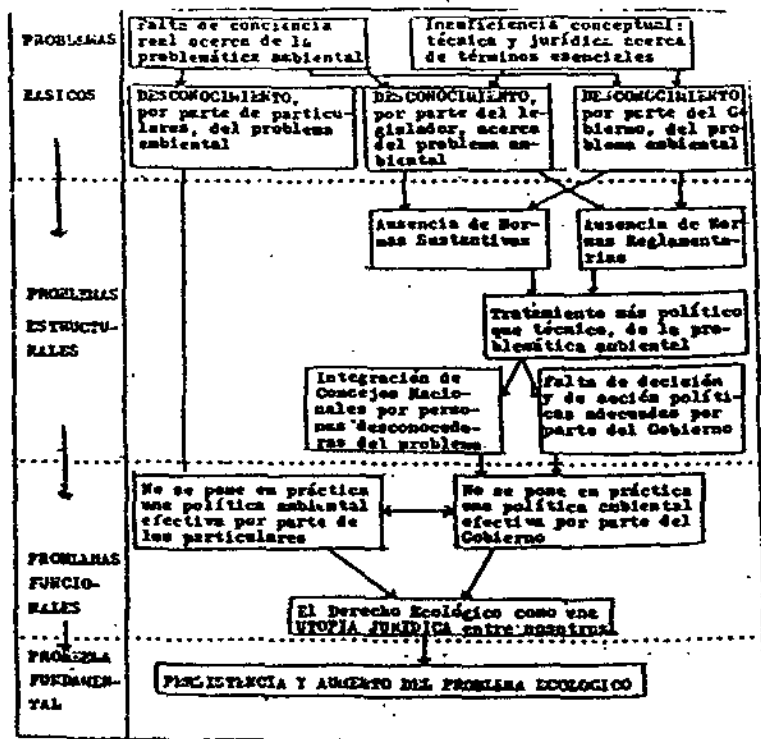 PROBLEMAS
BASICOS
Falta de conciencia
real acerca de la
problemática ambiental
Insuficiencia conceptual:
técnica y jurídica acerca
de términos esenciales
DESCONOCIMIENTO,
por parte de particu-
lares, del problema
ambiental
DESCONOCIMIENTO,
por parte del le-
gislador, acerca
del problema am-
biental
DESCONOCIMIENTO
por parte del Go-
bierno, del pro-
blema ambiental
PROBLEMAS
ESTRUCTU-
RALES
Ausencia de Nor-
mas Sustantivas
Ausencia de Nor-
mas Reglamenta-
rias
Tratamiento más político
que técnico, de la pro-
blemática ambiental
Integración de
Concejos Nacio-
nales por perso-
nas desconocedo-
ras del problema
Falta de decisión
y de acción políti-
cas adecuadas por
parte del Gobierno
PROBLEMAS
FUNCIO-
NALES
No se pone en práctica
una política ambiental
efectiva por parte de
los particulares
No se pone en práctica
una política ambiental
efectiva por parte del
Gobierno
El Derecho Ecológico como una
UTOPIA JURIDICA entre nosotros
PROBLEMA
FUNDAMEN-
TAL
PERSISTENCIA Y AUMENTO DEL PROBLEMA ECOLOGICO